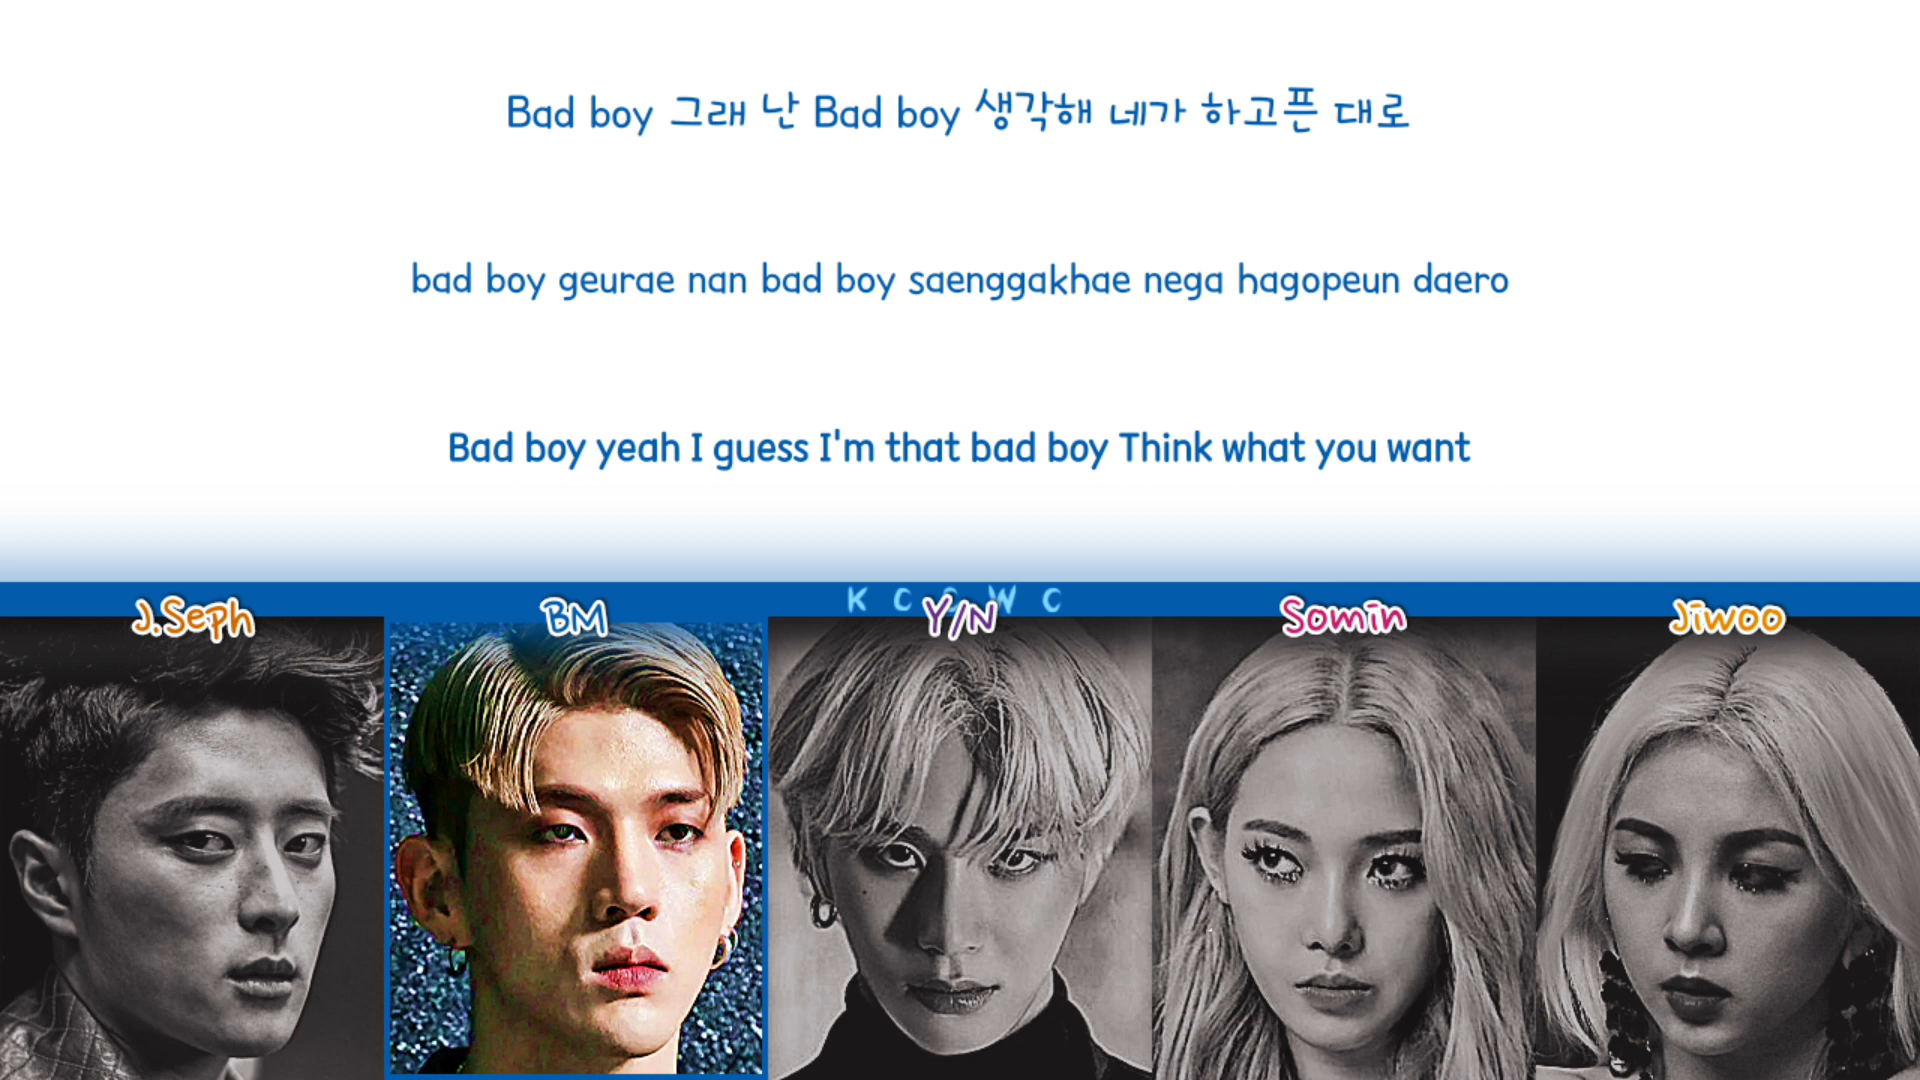 Bad boy 그래 난 Bad boy 생각해 네가 하고픈 대로
bad boy geurae nan bad boy saenggakhae nega hagopeun daero
Bad boy yeah I guess I'm that bad boy Think what you want
K C C W C
J.Seph
BM
Y/N
Somin
Jiwoo